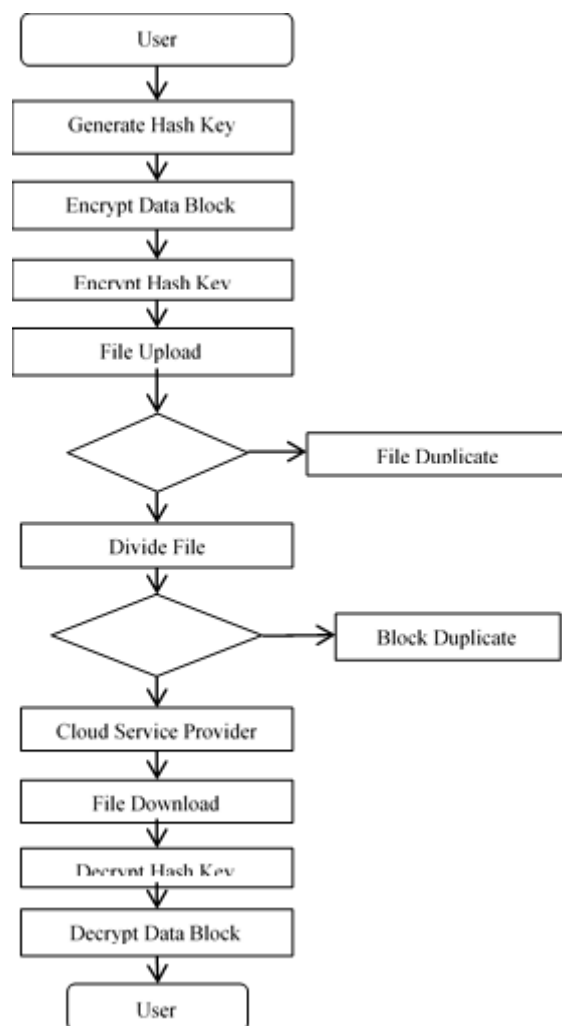 User
Generate Hash Key
Encrypt Data Block
Encrypt Hash Key
File Upload
File Duplicate
Divide File
Block Duplicate
Cloud Service Provider
File Download
Decrypt Hash Key
Decrypt Data Block
User